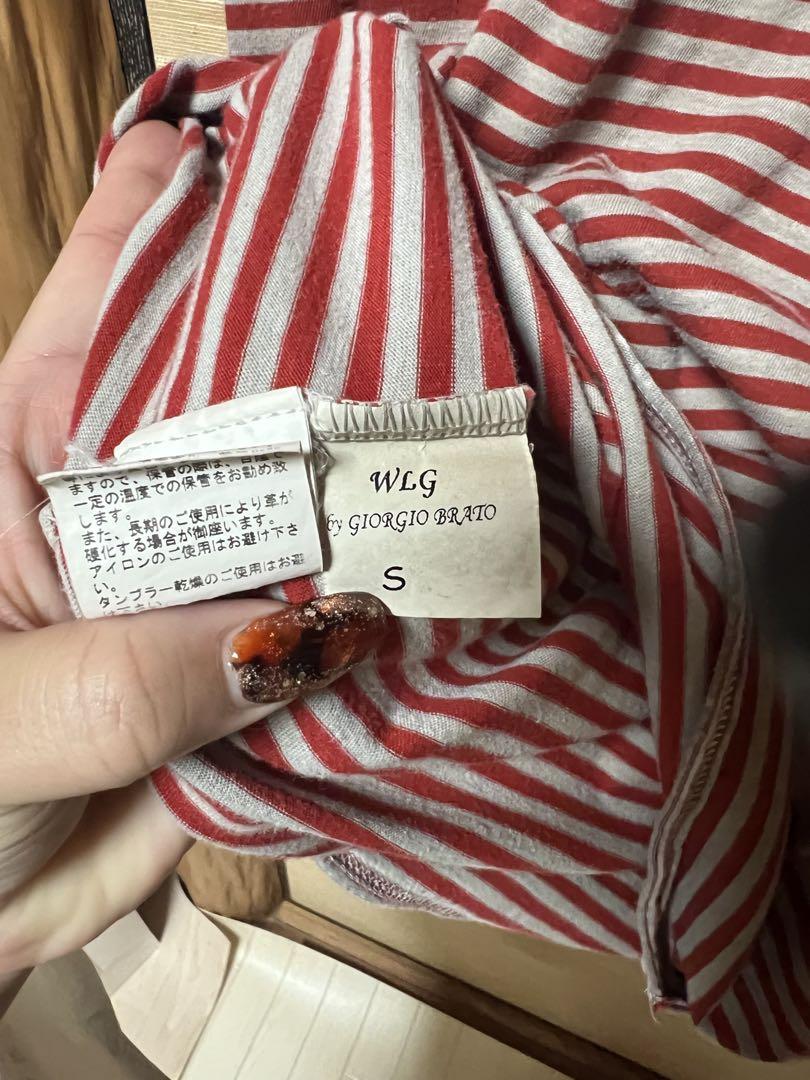 ますので、保管の際は、
一定の温度での保管をお勧め致
します。
また、長期のご使用により革が
硬化する場合が御座います。
アイロンのご使用はお避け下さ
い。
タンブラー乾燥のご使用はお避
WLG
by GIORGIO BRATO
S